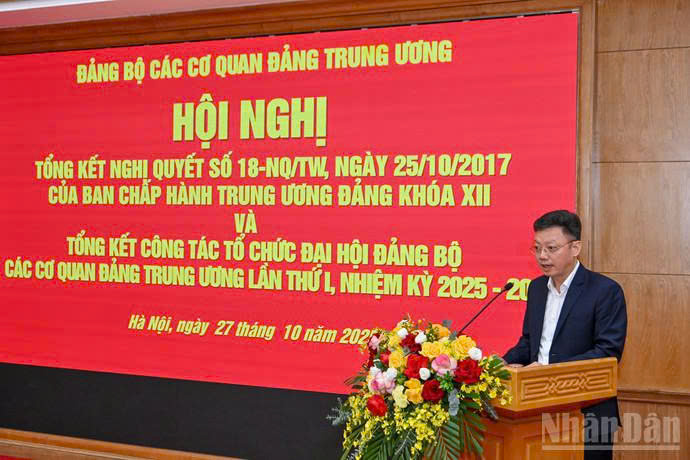 ĐẢNG BỘ CÁC CƠ QUAN ĐẢNG TRUNG ƯƠNG
HỘI NGHỊ
TỔNG KẾT NGHỊ QUYẾT SỐ 18-NQ/TW, NGÀY 25/10/2017
CỦA BAN CHẤP HÀNH TRUNG ƯƠNG ĐẢNG KHÓA XII
VÀ
TỔNG KẾT CÔNG TÁC TỔ CHỨC ĐẠI HỘI ĐẢNG BỘ
CÁC CƠ QUAN ĐẢNG TRUNG ƯƠNG LẦN THỨ I, NHIỆM KỲ 2025 - 20
Hà Nội, ngày 27 tháng 10 năm 202
NhânDân